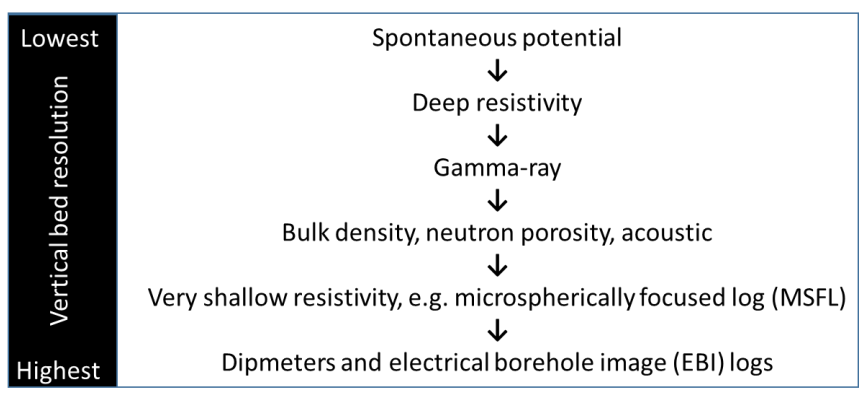 Lowest
Vertical bed resolution
Highest
Spontaneous potential
↓
Deep resistivity
↓
Gamma-ray
↓
Bulk density, neutron porosity, acoustic
↓
Very shallow resistivity, e.g. microspherically focused log (MSFL)
↓
Dipmeters and electrical borehole image (EBI) logs